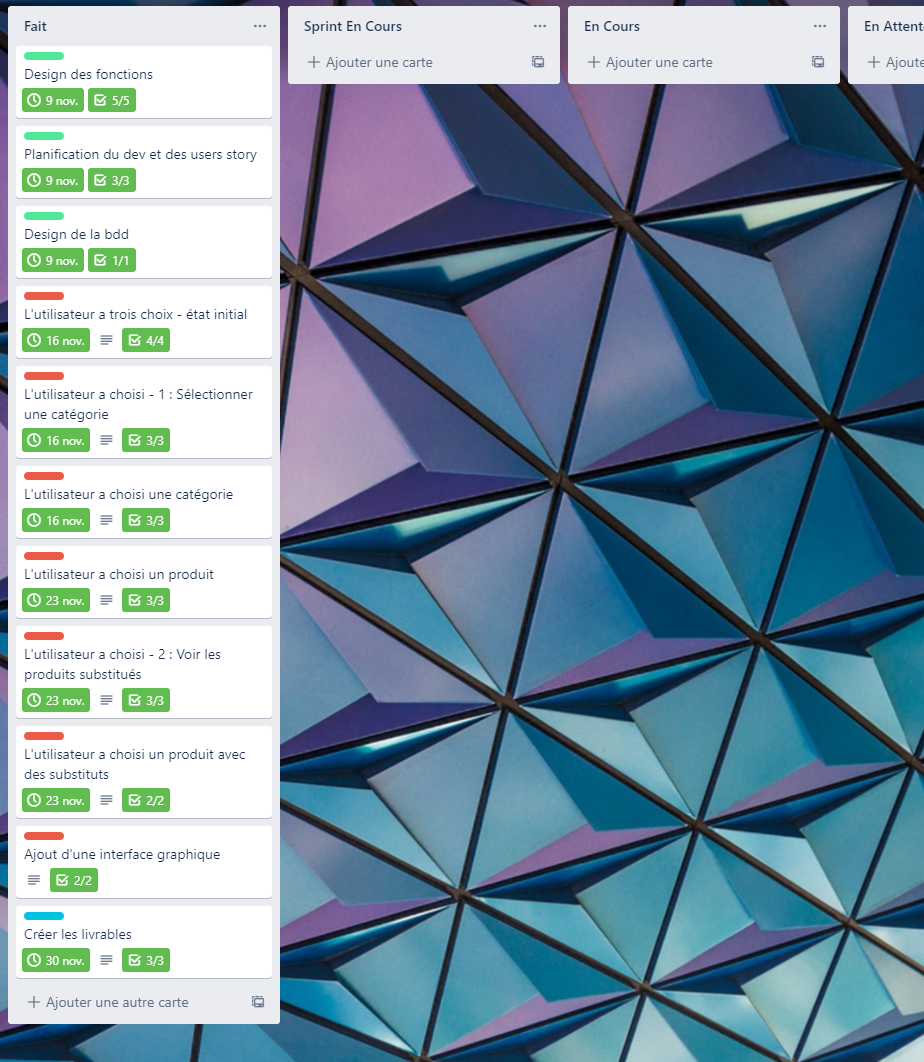 Fait
Design des fonctions
9 nov. 5/5
Planification du dev et des users story
9 nov. 3/3
Design de la bdd
9 nov. 1/1
L'utilisateur a trois choix - état initial
16 nov. 4/4
L'utilisateur a choisi - 1 : Sélectionner
une catégorie
16 nov. 3/3
L'utilisateur a choisi une catégorie
16 nov. 3/3
L'utilisateur a choisi un produit
23 nov. 3/3
L'utilisateur a choisi - 2 : Voir les
produits substitués
23 nov. 3/3
L'utilisateur a choisi un produit avec
des substituts
23 nov. 2/2
Ajout d'une interface graphique
2/2
Créer les livrables
30 nov. 3/3
+ Ajouter une autre carte
Sprint En Cours
+ Ajouter une carte
En Cours
+ Ajouter une carte
En Attent
+ Ajoute